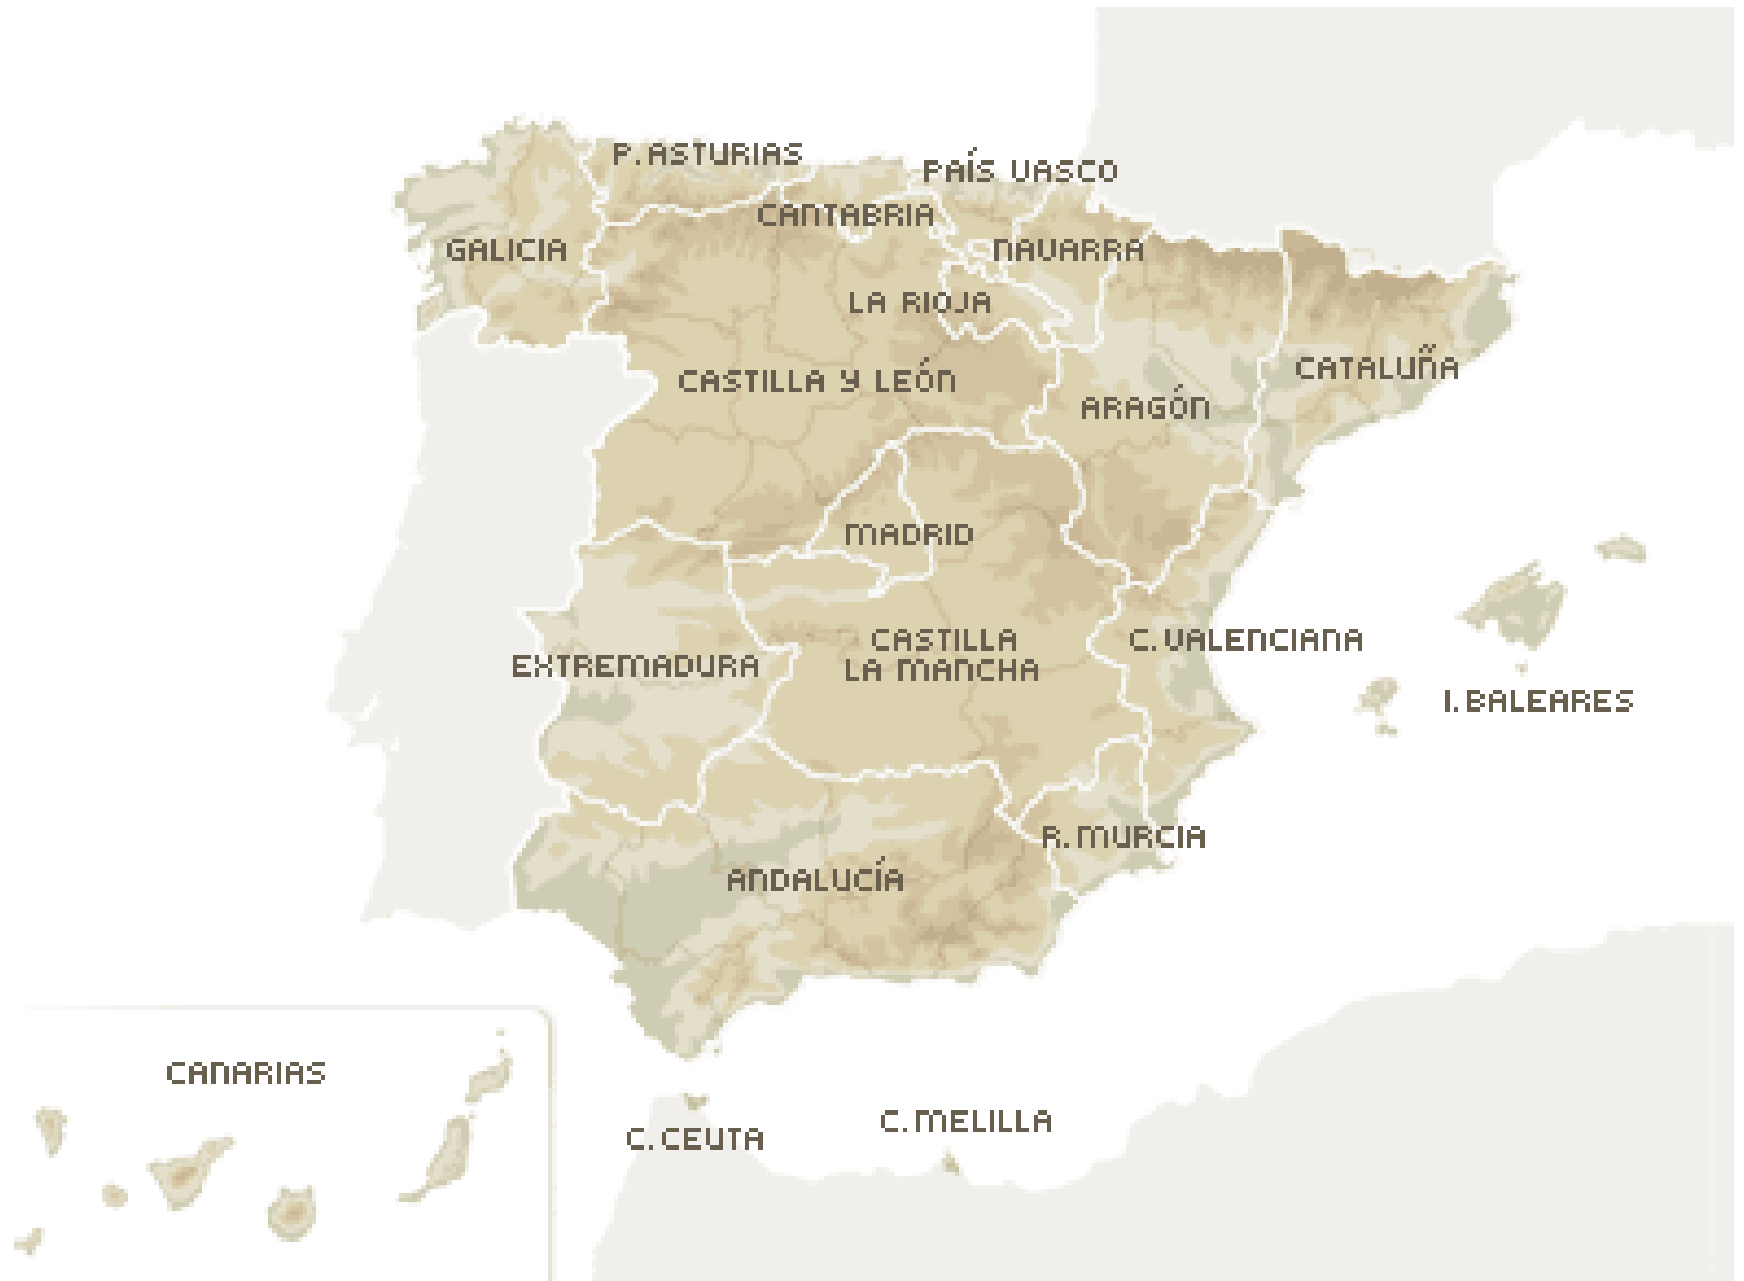 P. ASTURIAS
PAÍS VASCO
CANTABRIA
GALICIA
NAVARRA
LA RIOJA
CATALUÑA
CASTILLA Y LEÓN
ARAGÓN
MADRID
CASTILLA
LA MANCHA
C. VALENCIANA
EXTREMADURA
I. BALEARES
R. MURCIA
ANDALUCÍA
CANARIAS
C. MELILLA
C. CEUTA